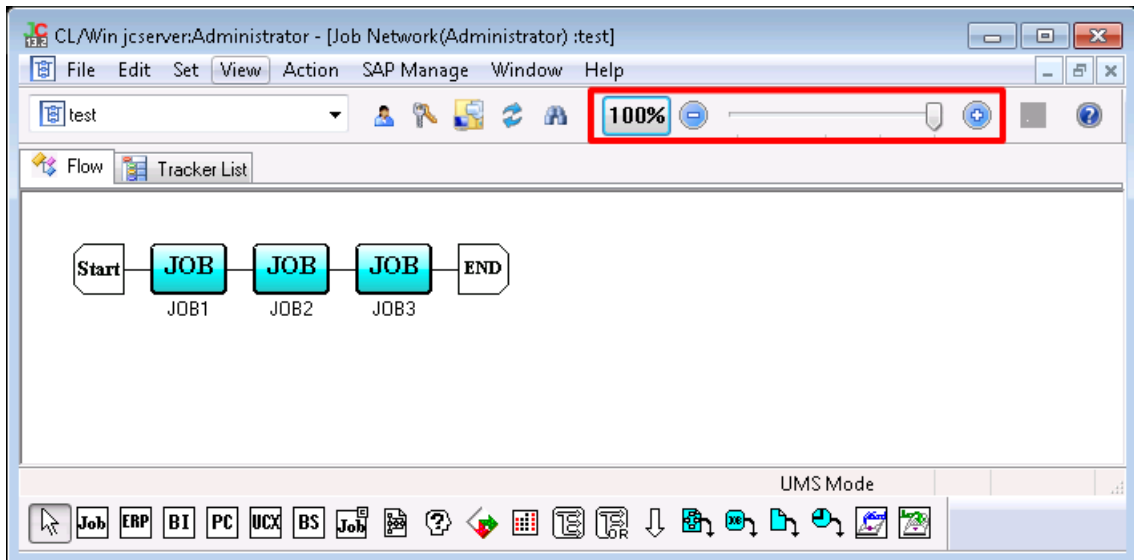 CL/Win jcserver:Administrator - [Job Network(Administrator) :test]
File Edit Set View Action SAP Manage Window Help
test 100%
Flow Tracker List
Start JOB JOB JOB END
JOB1 JOB2 JOB3
UMS Mode
Job ERP BI PC UCX BS Job OR